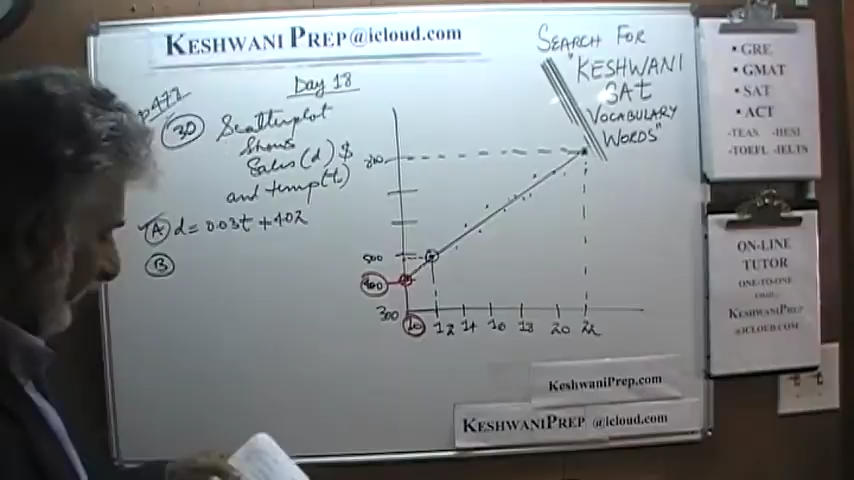 KESHWANI PREP@icloud.com
Day 18
p472
30 Scatterplot
Shows
Sales (d) $
and temp (t)
A d = 0.03t + 402
B
800
500
400
300
10 12 14 16 18 20 22
SEARCH FOR
"KESHWANI
SAT
VOCABULARY
WORDS"
▪ GRE
▪ GMAT
▪ SAT
▪ ACT
-TEAS -HESI
-TOEFL -IELTS
ON-LINE
TUTOR
ONE-TO-ONE
KESHWANIPREP
@ICLOUD.COM
KeshwaniPrep.com
KESHWANIPREP @icloud.com